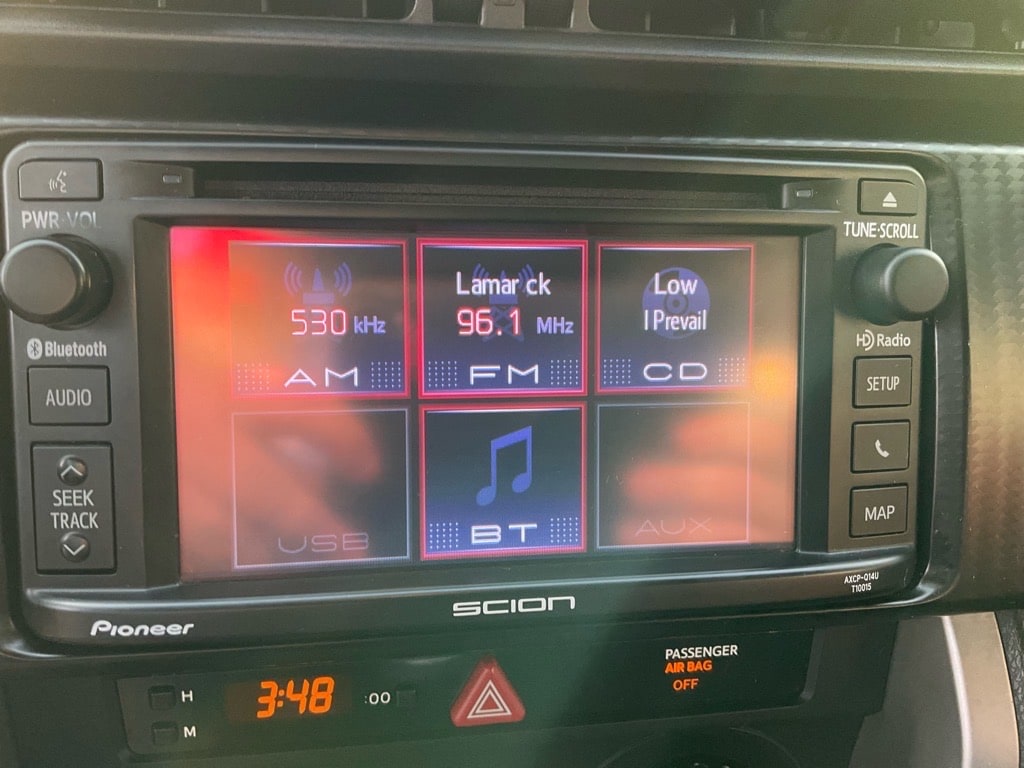 PWR·VOL
TUNE·SCROLL
Bluetooth
HD Radio
AUDIO
SEEK
TRACK
SETUP
MAP
530 kHz
AM
Lamar ck
96.1 MHz
FM
Low
I Prevail
CD
USB
BT
AUX
AXCP-Q14U
T10015
SCION
Pioneer
H
M
3:48
:00
PASSENGER
AIR BAG
OFF